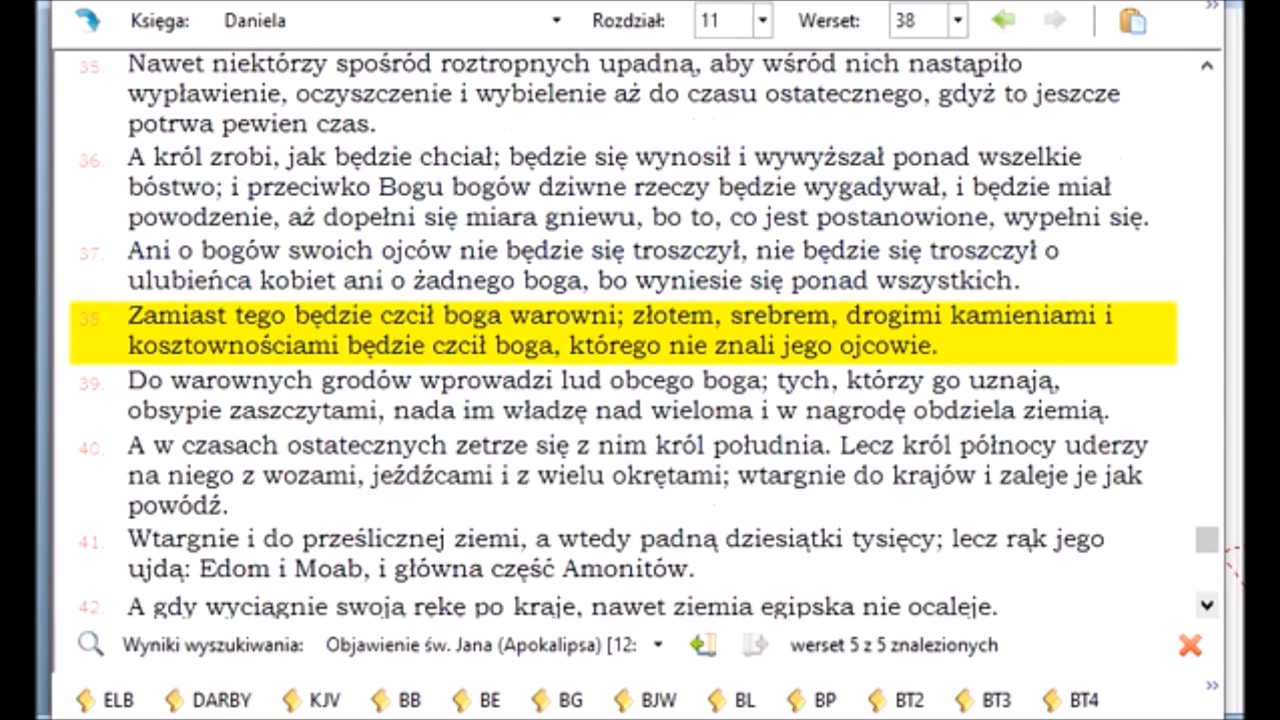 Księga: Daniela Rozdział: 11 Werset: 38
35. Nawet niektórzy spośród roztropnych upadną, aby wśród nich nastąpiło
wypławienie, oczyszczenie i wybielenie aż do czasu ostatecznego, gdyż to jeszcze
potrwa pewien czas.
36. A król zrobi, jak będzie chciał; będzie się wynosił i wywyższał ponad wszelkie
bóstwo; i przeciwko Bogu bogów dziwne rzeczy będzie wygadywał, i będzie miał
powodzenie, aż dopełni się miara gniewu, bo to, co jest postanowione, wypełni się.
37. Ani o bogów swoich ojców nie będzie się troszczył, nie będzie się troszczył o
ulubieńca kobiet ani o żadnego boga, bo wyniesie się ponad wszystkich.
38. Zamiast tego będzie czcił boga warowni; złotem, srebrem, drogimi kamieniami i
kosztownościami będzie czcił boga, którego nie znali jego ojcowie.
39. Do warownych grodów wprowadzi lud obcego boga; tych, którzy go uznają,
obsypie zaszczytami, nada im władzę nad wieloma i w nagrodę obdziela ziemią.
40. A w czasach ostatecznych zetrze się z nim król południa. Lecz król północy uderzy
na niego z wozami, jeźdźcami i z wielu okrętami; wtargnie do krajów i zaleje je jak
powódź.
41. Wtargnie i do prześlicznej ziemi, a wtedy padną dziesiątki tysięcy; lecz rąk jego
ujdą: Edom i Moab, i główna część Amonitów.
42. A gdy wyciągnie swoją rękę po kraje, nawet ziemia egipska nie ocaleje.
Wyniki wyszukiwania: Objawienie św. Jana (Apokalipsa) [12: werset 5 z 5 znalezionych
ELB DARBY KJV BB BE BG BJW BL BP BT2 BT3 BT4